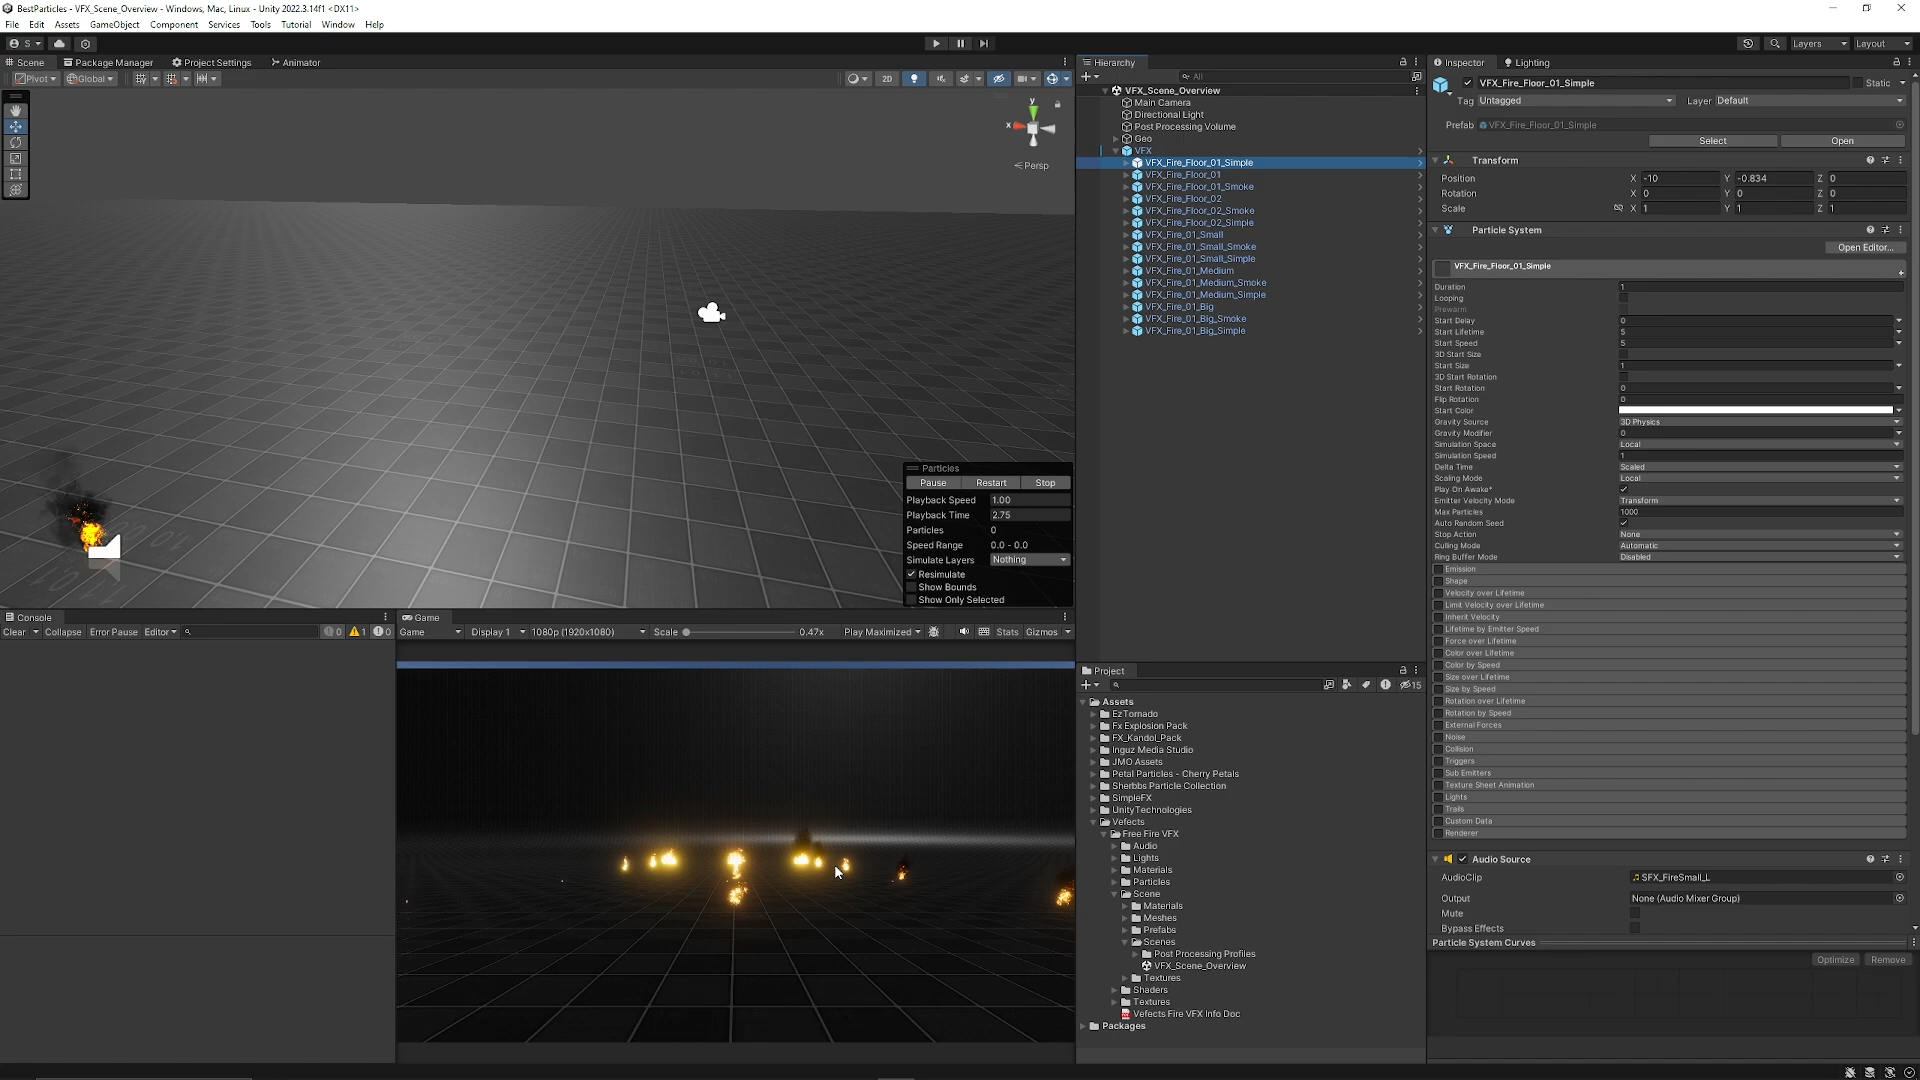 BestParticles - VFX_Scene_Overview - Windows, Mac, Linux - Unity 2022.3.14f1 <DX11>
File Edit Assets GameObject Component Services Tools Tutorial Window Help
S Layers Layout
Scene Package Manager Project Settings Animator
Pivot Global 2D
y
x
Persp
Particles
Pause Restart Stop
Playback Speed 1.00
Playback Time 2.75
Particles 0
Speed Range 0.0 - 0.0
Simulate Layers Nothing
Resimulate
Show Bounds
Show Only Selected
Console
Clear Collapse Error Pause Editor 0 1 0
Game
Game Display 1 1080p (1920x1080) Scale 0.47x Play Maximized Stats Gizmos
Hierarchy
All
VFX_Scene_Overview
Main Camera
Directional Light
Post Processing Volume
Geo
VFX
VFX_Fire_Floor_01_Simple
VFX_Fire_Floor_01
VFX_Fire_Floor_01_Smoke
VFX_Fire_Floor_02
VFX_Fire_Floor_02_Smoke
VFX_Fire_Floor_02_Simple
VFX_Fire_01_Small
VFX_Fire_01_Small_Smoke
VFX_Fire_01_Small_Simple
VFX_Fire_01_Medium
VFX_Fire_01_Medium_Smoke
VFX_Fire_01_Medium_Simple
VFX_Fire_01_Big
VFX_Fire_01_Big_Smoke
VFX_Fire_01_Big_Simple
Project
15
Assets
EzTornado
Fx Explosion Pack
FX_Kandol_Pack
Inguz Media Studio
JMO Assets
Petal Particles - Cherry Petals
Sherbbs Particle Collection
SimpleFX
UnityTechnologies
Vefects
Free Fire VFX
Audio
Lights
Materials
Particles
Scene
Materials
Meshes
Prefabs
Scenes
Post Processing Profiles
VFX_Scene_Overview
Textures
Shaders
Textures
Vefects Fire VFX Info Doc
Packages
Inspector Lighting
VFX_Fire_Floor_01_Simple Static
Tag Untagged Layer Default
Prefab VFX_Fire_Floor_01_Simple
Select Open
Transform
Position X -10 Y -0.834 Z 0
Rotation X 0 Y 0 Z 0
Scale X 1 Y 1 Z 1
Particle System
Open Editor...
VFX_Fire_Floor_01_Simple
Duration 1
Looping
Prewarm
Start Delay 0
Start Lifetime 5
Start Speed 5
3D Start Size
Start Size 1
3D Start Rotation
Start Rotation 0
Flip Rotation 0
Start Color
Gravity Source 3D Physics
Gravity Modifier 0
Simulation Space Local
Simulation Speed 1
Delta Time Scaled
Scaling Mode Local
Play On Awake*
Emitter Velocity Mode Transform
Max Particles 1000
Auto Random Seed
Stop Action None
Culling Mode Automatic
Ring Buffer Mode Disabled
Emission
Shape
Velocity over Lifetime
Limit Velocity over Lifetime
Inherit Velocity
Lifetime by Emitter Speed
Force over Lifetime
Color over Lifetime
Color by Speed
Size over Lifetime
Size by Speed
Rotation over Lifetime
Rotation by Speed
External Forces
Noise
Collision
Triggers
Sub Emitters
Texture Sheet Animation
Lights
Trails
Custom Data
Renderer
Audio Source
AudioClip SFX_FireSmall_L
Output None (Audio Mixer Group)
Mute
Bypass Effects
Particle System Curves
Optimize Remove